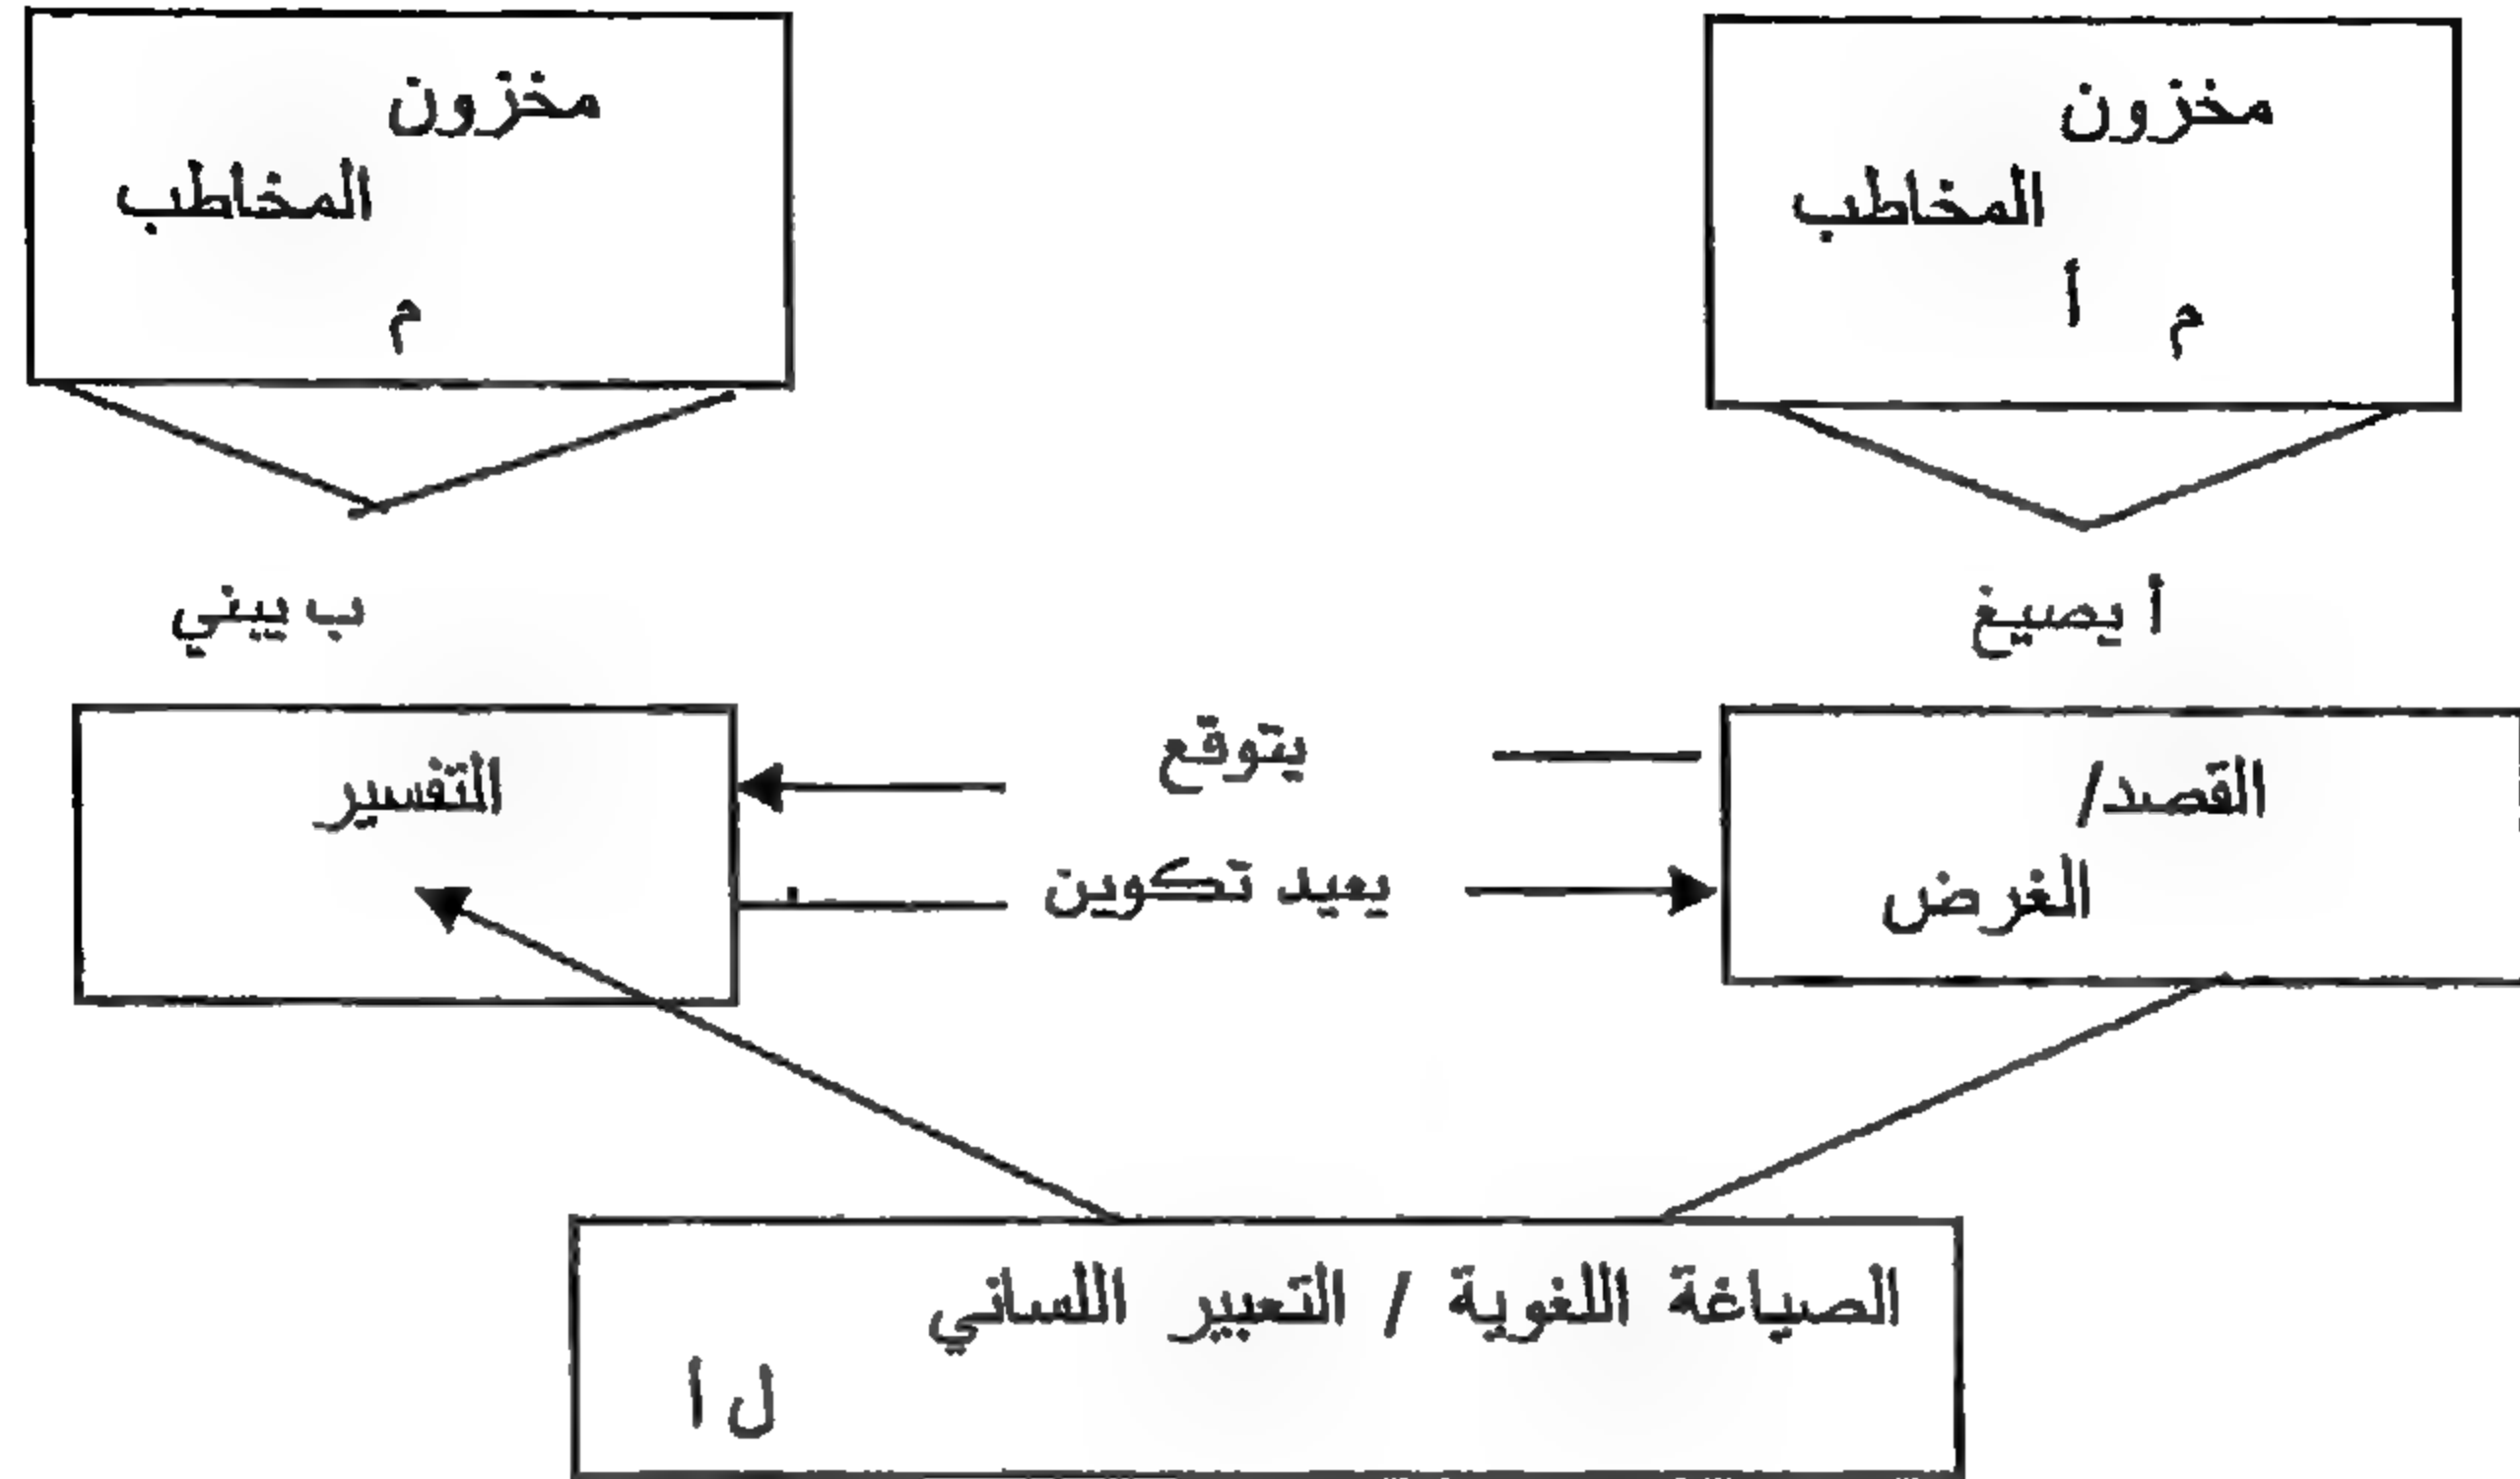 مخزون
المخاطب
م أ
مخزون
المخاطب
م
أ يصيغ
ب يبني
القصد/
الغرض
يتوقع
يعيد تكوين
التفسير
الصياغة اللغوية / التعبير اللساني
ل ا